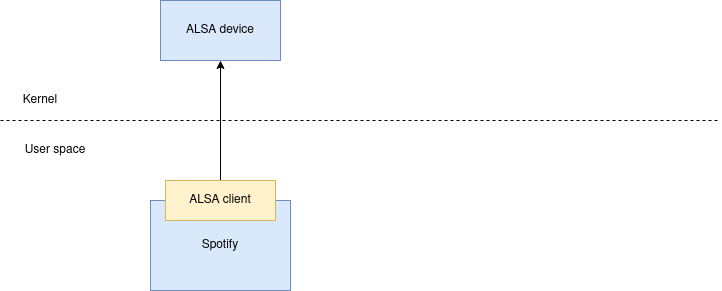 ALSA device
Kernel
User space
ALSA client
Spotify